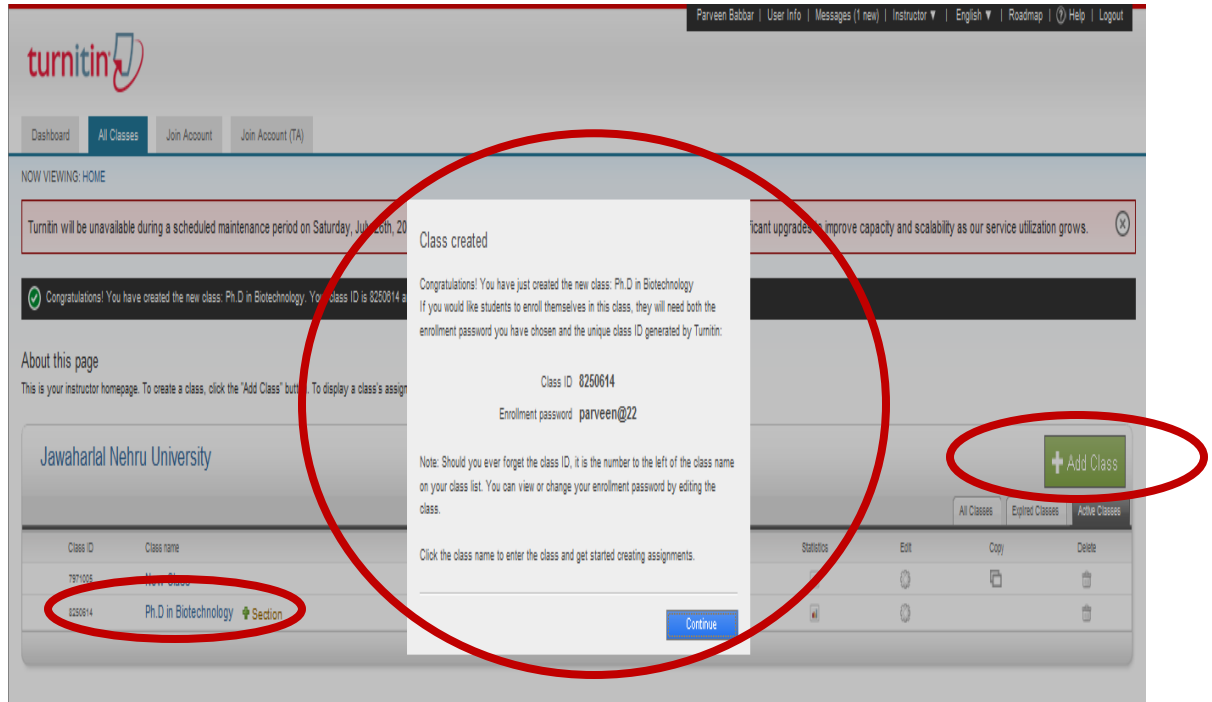 Parveen Babbar | User Info | Messages (1 new) | Instructor ▼ | English ▼ | Roadmap | ? Help | Logout
turnitin
Dashboard All Classes Join Account Join Account (TA)
NOW VIEWING: HOME
Turnitin will be unavailable during a scheduled maintenance period on Saturday, July 26th, 20
upgrades to improve capacity and scalability as our service utilization grows.
Congratulations! You have created the new class: Ph.D in Biotechnology. Your class ID is 8250614
About this page
This is your instructor homepage. To create a class, click the "Add Class" button. To display a class's
Class created
Congratulations! You have just created the new class: Ph.D in Biotechnology
If you would like students to enroll themselves in this class, they will need both the
enrollment password you have chosen and the unique class ID generated by Turnitin:
Class ID 8250614
Enrollment password parveen@22
Note: Should you ever forget the class ID, it is the number to the left of the class name
on your class list. You can view or change your enrollment password by editing the
class.
Click the class name to enter the class and get started creating assignments.
Continue
Jawaharlal Nehru University
+ Add Class
All Classes Expired Classes Active Classes
Class ID Class name Statistics Edit Copy Delete
7971005 New Class
8250614 Ph.D in Biotechnology + Section